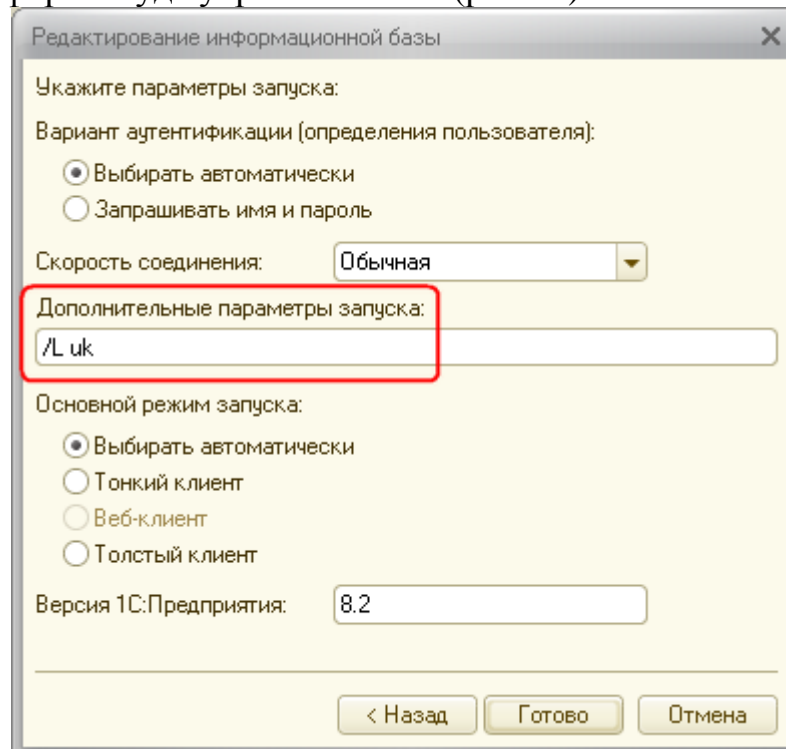 Редактирование информационной базы
Укажите параметры запуска:
Вариант аутентификации (определения пользователя):
Выбирать автоматически
Запрашивать имя и пароль
Скорость соединения: Обычная
Дополнительные параметры запуска:
/L uk
Основной режим запуска:
Выбирать автоматически
Тонкий клиент
Веб-клиент
Толстый клиент
Версия 1С:Предприятия: 8.2
< Назад Готово Отмена